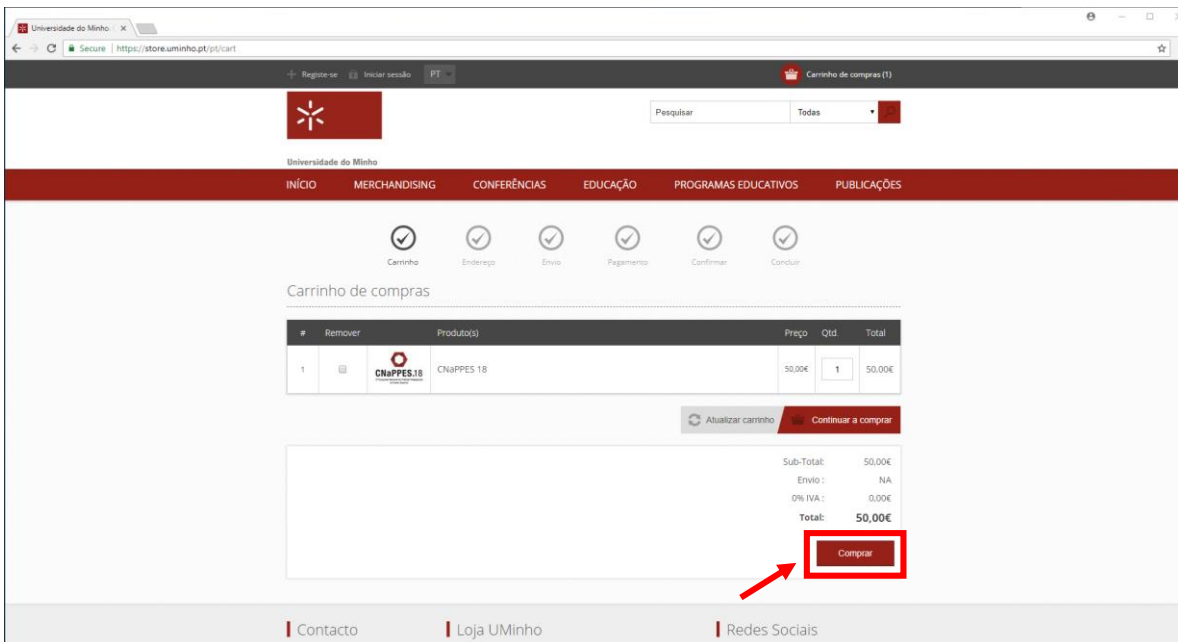 Universidade do Minho
Secure | https://store.uminho.pt/pt/cart
Registe-se Iniciar sessão PT Carrinho de compras (1)
Pesquisar Todas
Universidade do Minho
INÍCIO MERCHANDISING CONFERÊNCIAS EDUCAÇÃO PROGRAMAS EDUCATIVOS PUBLICAÇÕES
Carrinho Endereço Envio Pagamento Confirmar Concluir
Carrinho de compras
# Remover Produto(s) Preço Qtd. Total
1 CNaPPES.18 CNaPPES 18 50,00€ 1 50,00€
Atualizar carrinho Continuar a comprar
Sub-Total: 50,00€
Envio : NA
0% IVA : 0,00€
Total: 50,00€
Comprar
Contacto Loja UMinho Redes Sociais